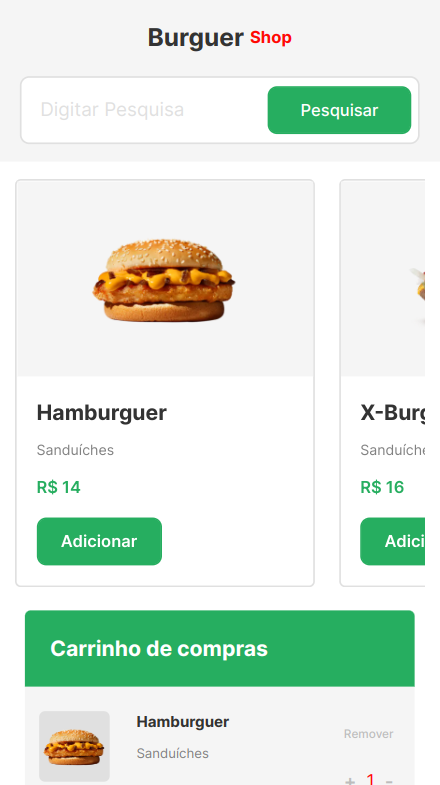 Burguer Shop
Digitar Pesquisa
Pesquisar
Hamburguer
Sanduíches
R$ 14
Adicionar
X-Burg
Sanduíche
R$ 16
Adici
Carrinho de compras
Hamburguer
Sanduíches
Remover
+ 1 -